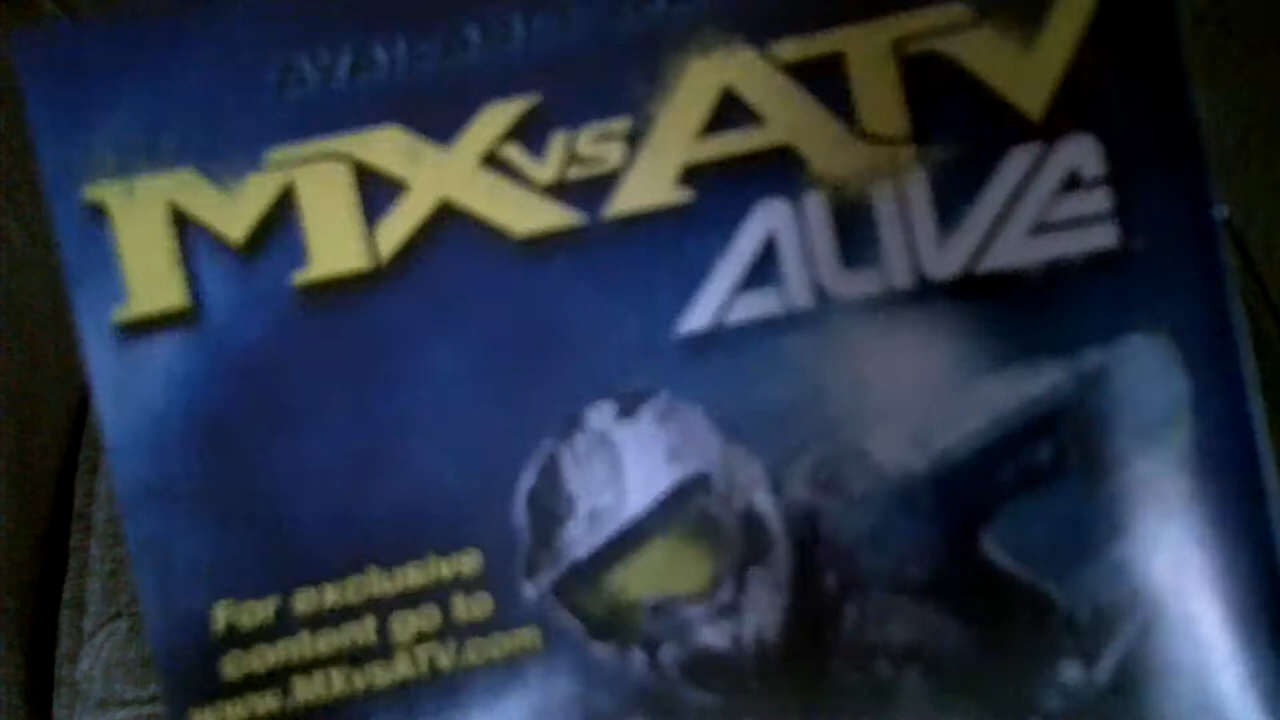 MX vs ATV
ALIVE
For exclusive
content go to
www.MXvsATV.com